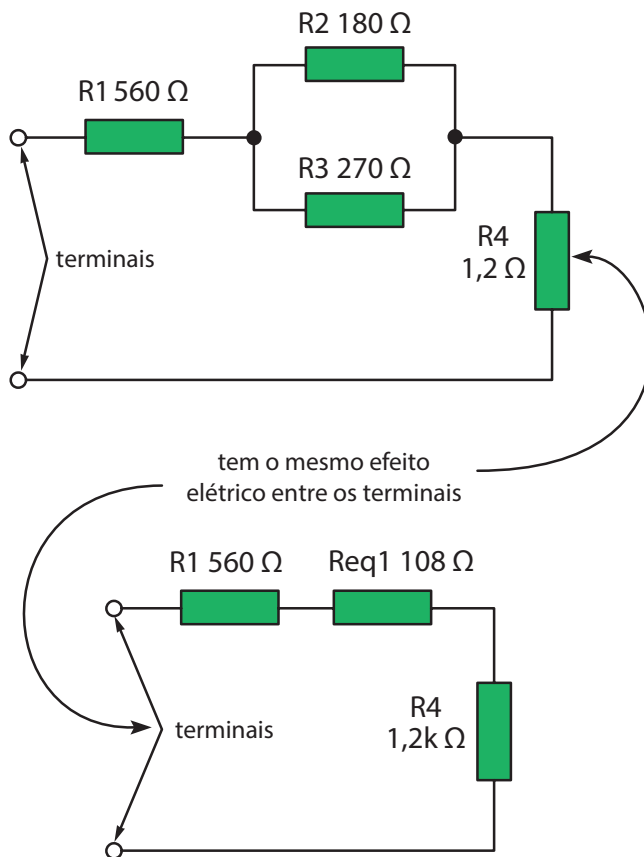 R2 180 Ω
R1 560 Ω
R3 270 Ω
R4
1,2 Ω
terminais
tem o mesmo efeito
elétrico entre os terminais
R1 560 Ω
Req1 108 Ω
R4
1,2k Ω
terminais